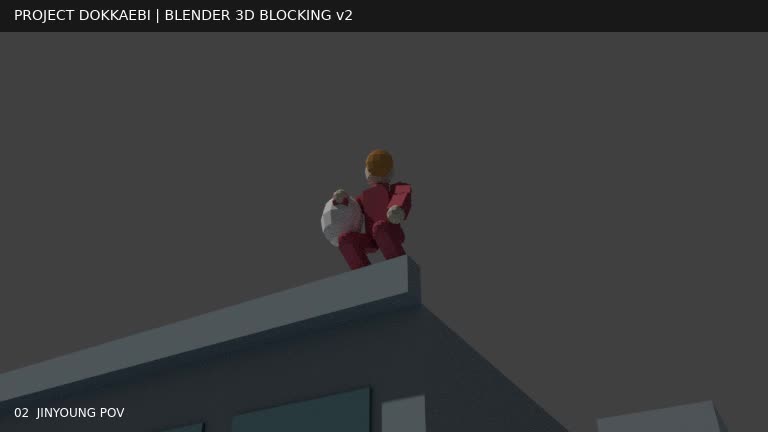 PROJECT DOKKAEBI | BLENDER 3D BLOCKING v2
02 JINYOUNG POV